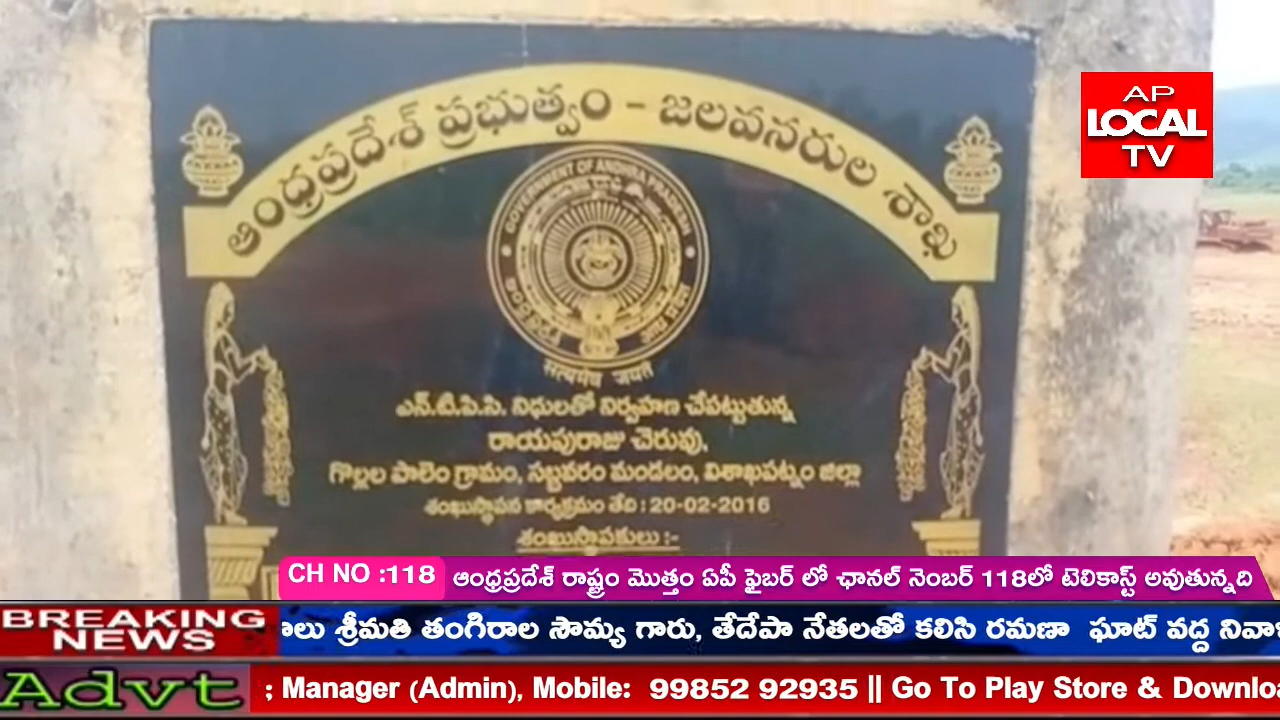 ఆంధ్రప్రదేశ్ ప్రభుత్వం - జలవనరుల శాఖ
AP
LOCAL
TV
GOVERNMENT OF ANDHRA PRADESH
सत्यमेव जयते
ఎన్.టి.పి.సి. నిధులతో నిర్వహణ చేపట్టుతున్న
రాయపురాజు చెరువు,
గొల్లల పాలెం గ్రామం, సబ్బవరం మండలం, విశాఖపట్నం జిల్లా
శంఖుస్థాపన కార్యక్రమం తేది : 20-02-2016
శంఖుస్థాపకులు :-
CH NO :118 ఆంధ్రప్రదేశ్ రాష్ట్రం మొత్తం ఏపీ ఫైబర్ లో ఛానల్ నెంబర్ 118లో టెలికాస్ట్ అవుతున్నది
BREAKING NEWS
శ్రీమతి తంగిరాల సౌమ్య గారు, తేదేపా నేతలతో కలిసి రమణా ఘాట్ వద్ద
Advt ; Manager (Admin), Mobile: 99852 92935 || Go To Play Store &